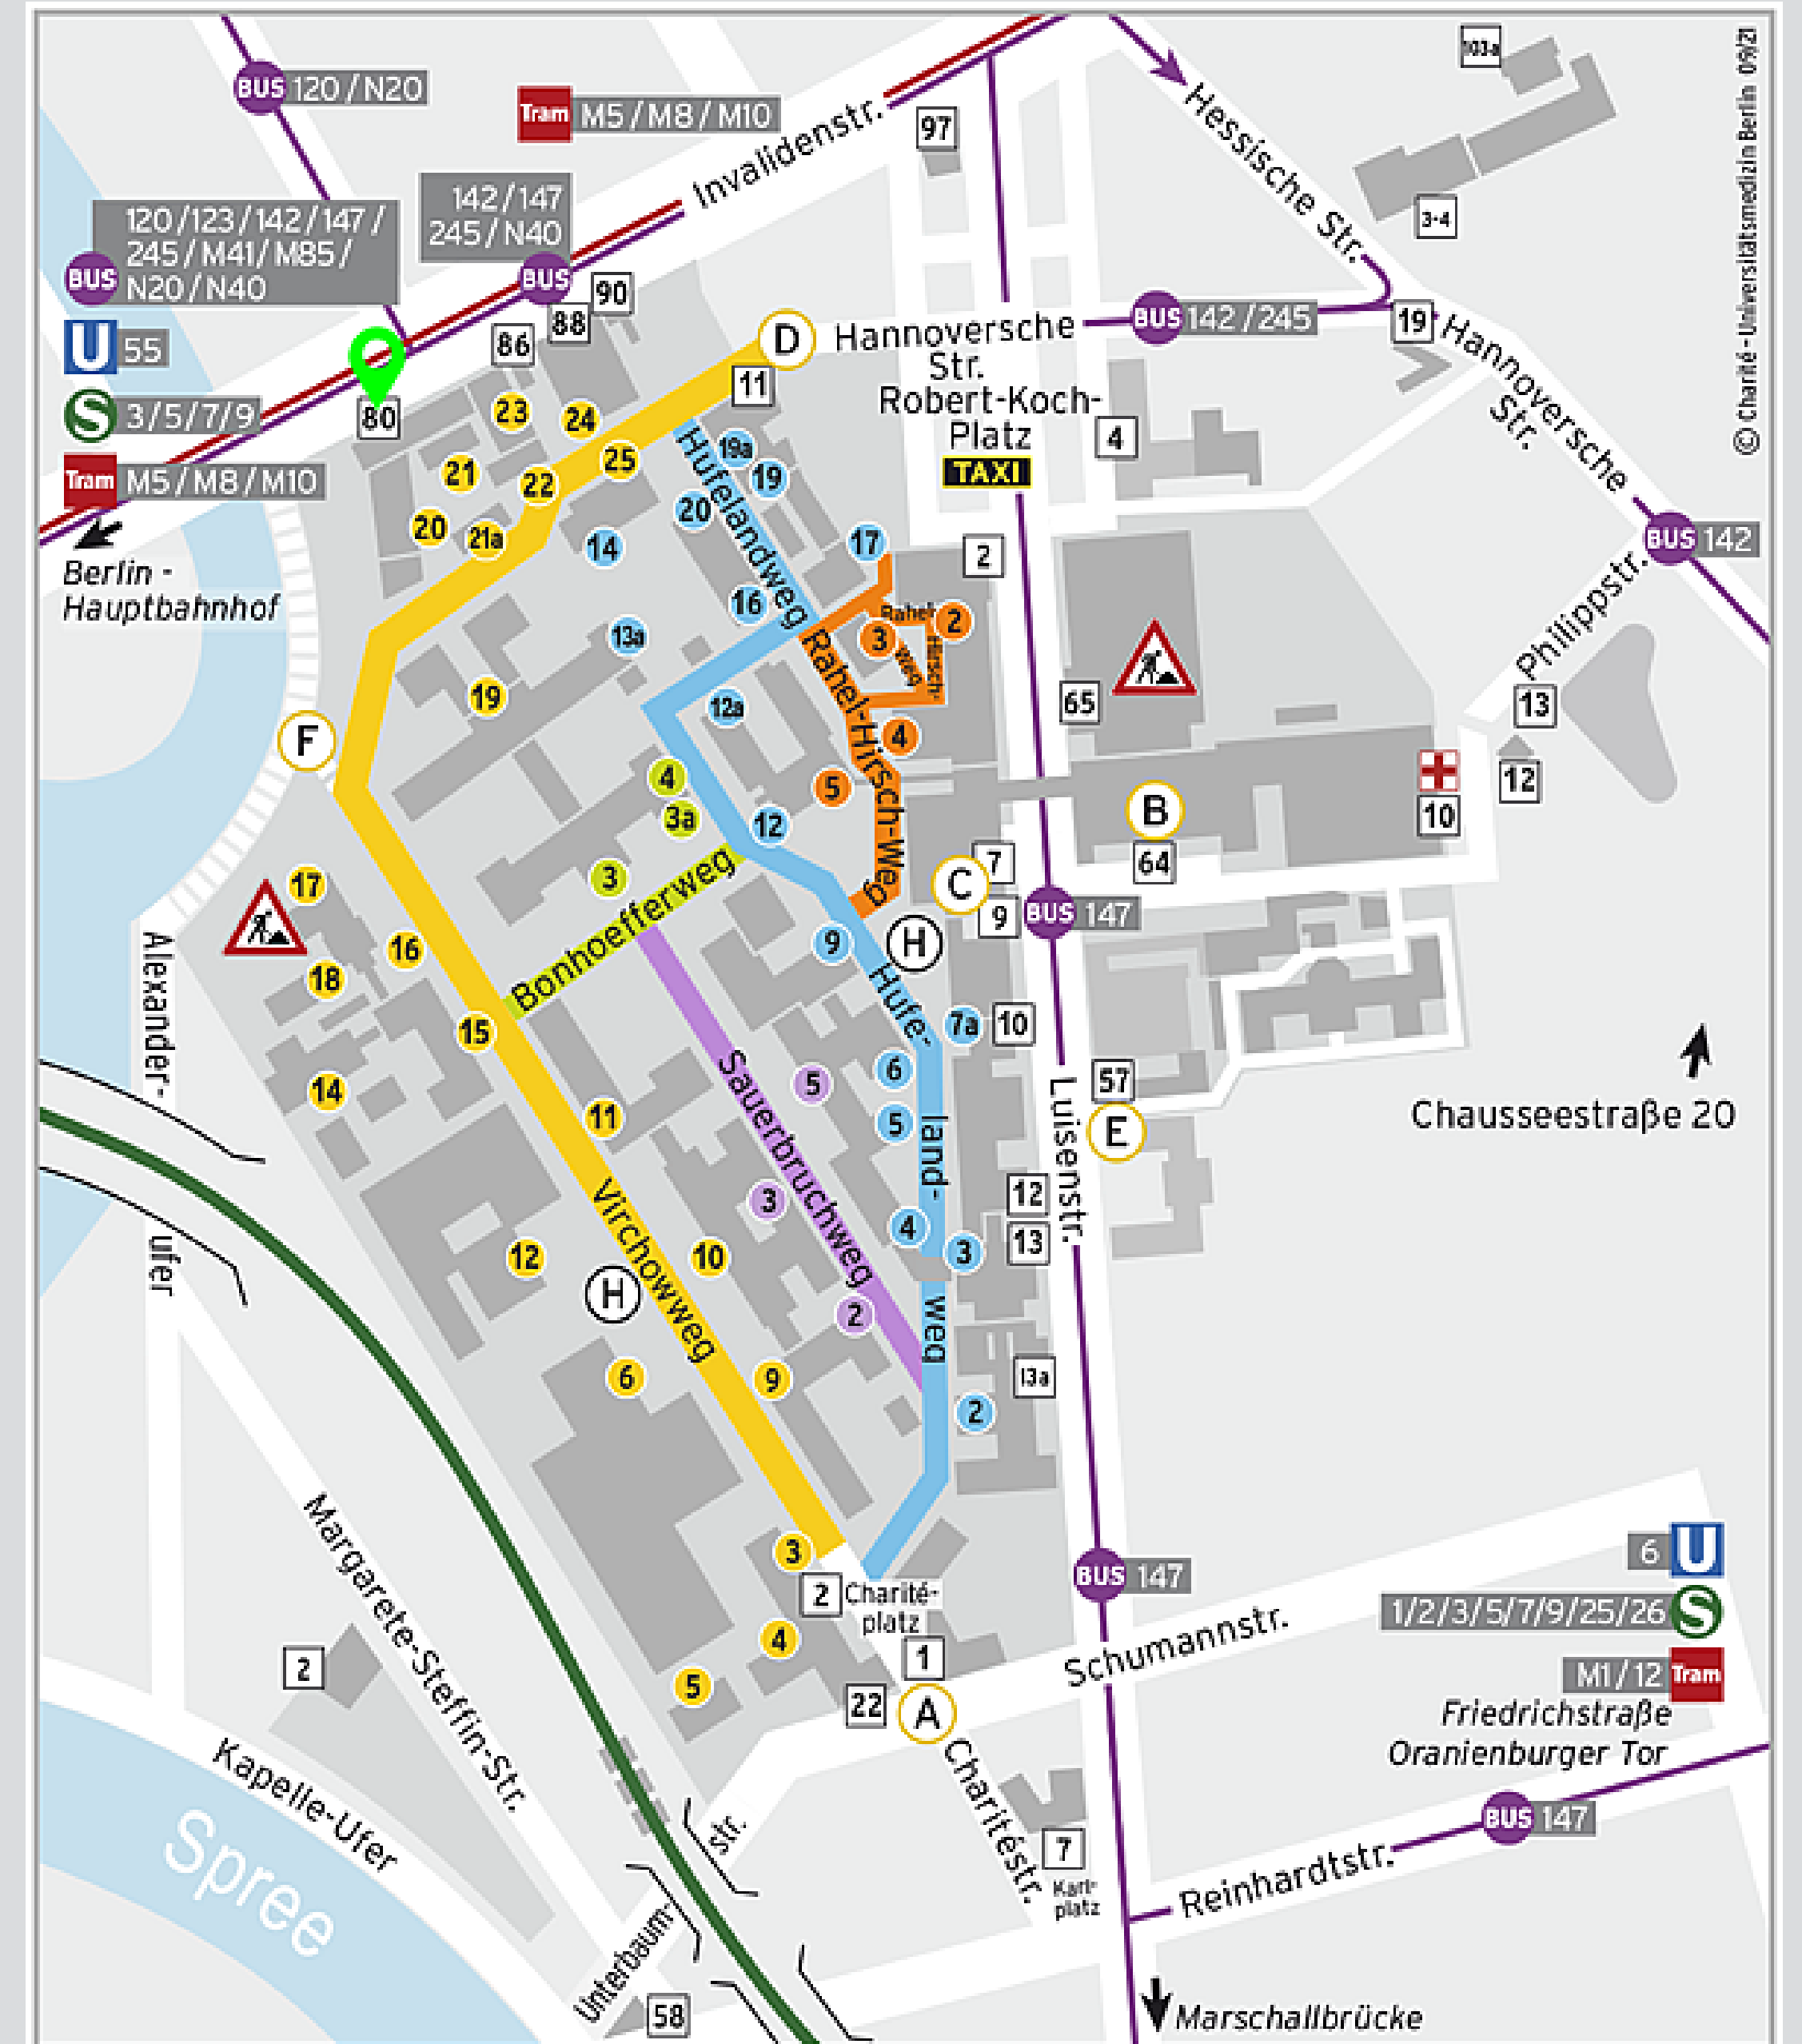 BUS 120 / N20
Tram M5 / M8 / M10
Invalidenstr.
97
103a
3-4
Hessische Str.
© Charité - Universitätsmedizin Berlin 09/21
120 / 123 / 142 / 147 /
245 / M41 / M85 /
BUS N20 / N40
142 / 147
245 / N40
BUS
90
88
86
U 55
S 3/5/7/9
80
Tram M5 / M8 / M10
Berlin -
Hauptbahnhof
D
11
Hannoversche
Str.
BUS 142 / 245
19
Hannoversche
Str.
Robert-Koch-
Platz
TAXI
4
2
BUS 142
Philippstr.
13
12
10
65
B
64
23
24
25
21
22
20
21a
19
Hufelandweg
19a
19
20
17
14
16
13a
12a
12
Rahel-
Hirsch-
Weg
2
3
4
5
Rahel-Hirsch-Weg
F
4
3a
3
Bonhoefferweg
7
C
9
BUS 147
H
9
Hufe-
land-
weg
7a
10
6
5
4
3
2
17
16
18
15
14
11
12
10
H
6
9
3
4
5
Virchowweg
Sauerbruchweg
5
3
2
57
E
Luisenstr.
12
13
13a
Chausseestraße 20
Alexander-
ufer
2
Charité-
platz
1
22
A
BUS 147
Schumannstr.
6 U
1/2/3/5/7/9/25/26 S
M1 / 12 Tram
Friedrichstraße
Oranienburger Tor
BUS 147
Reinhardtstr.
Charitéstr.
7
Karl-
platz
Margarete-Steffin-Str.
2
Kapelle-Ufer
Spree
Unterbaum-
str.
58
Marschallbrücke